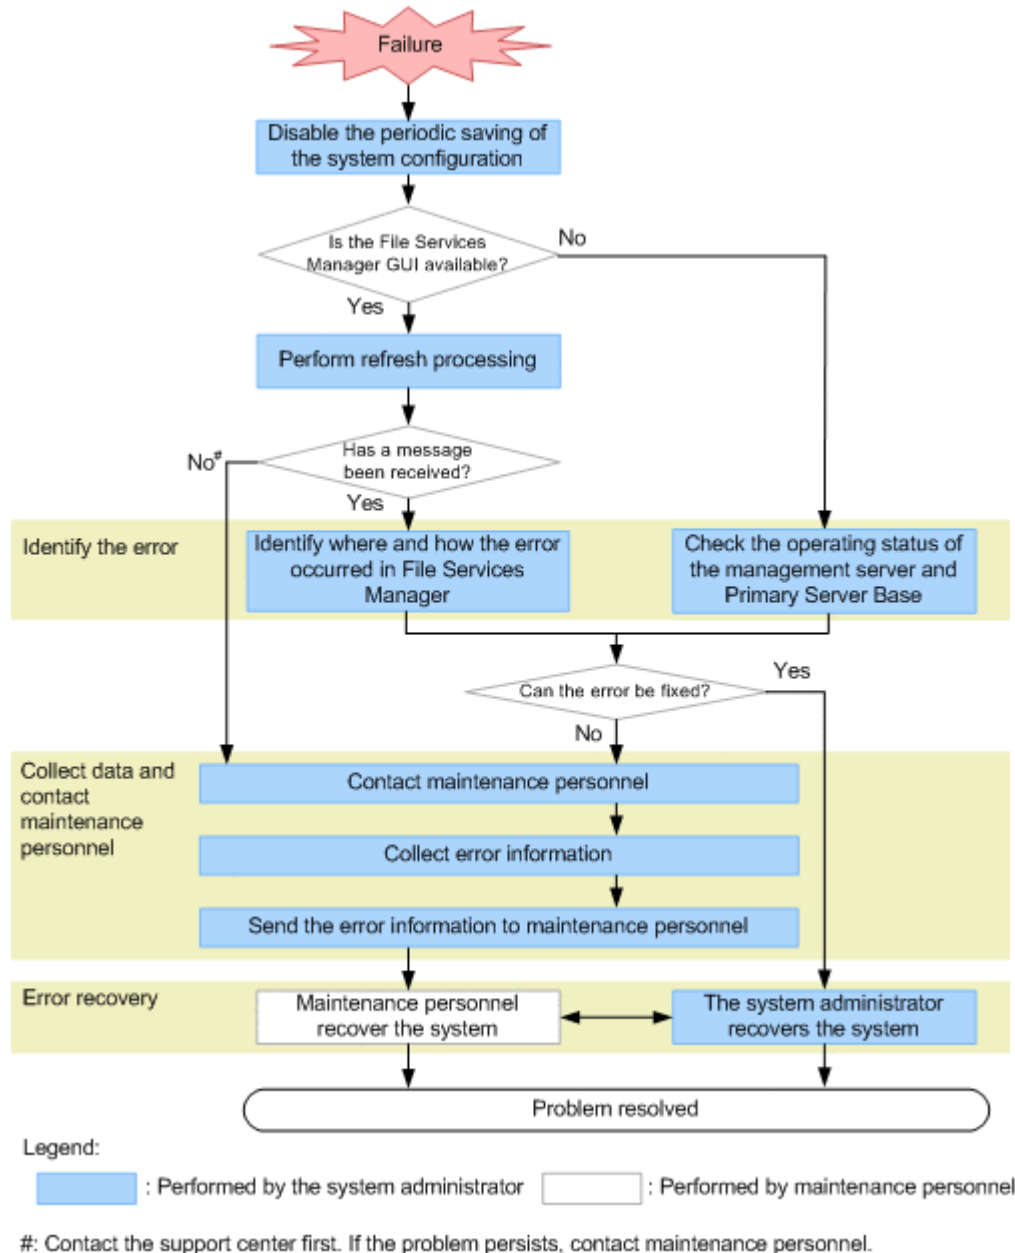 Failure
Disable the periodic saving of
the system configuration
Is the File Services
Manager GUI available?
No
Yes
Perform refresh processing
Has a message
been received?
No#
Yes
Identify the error
Identify where and how the error
occurred in File Services
Manager
Check the operating status of
the management server and
Primary Server Base
Can the error be fixed?
Yes
No
Collect data and
contact
maintenance
personnel
Contact maintenance personnel
Collect error information
Send the error information to maintenance personnel
Error recovery
Maintenance personnel
recover the system
The system administrator
recovers the system
Problem resolved
Legend:
: Performed by the system administrator
: Performed by maintenance personnel
#: Contact the support center first. If the problem persists, contact maintenance personnel.